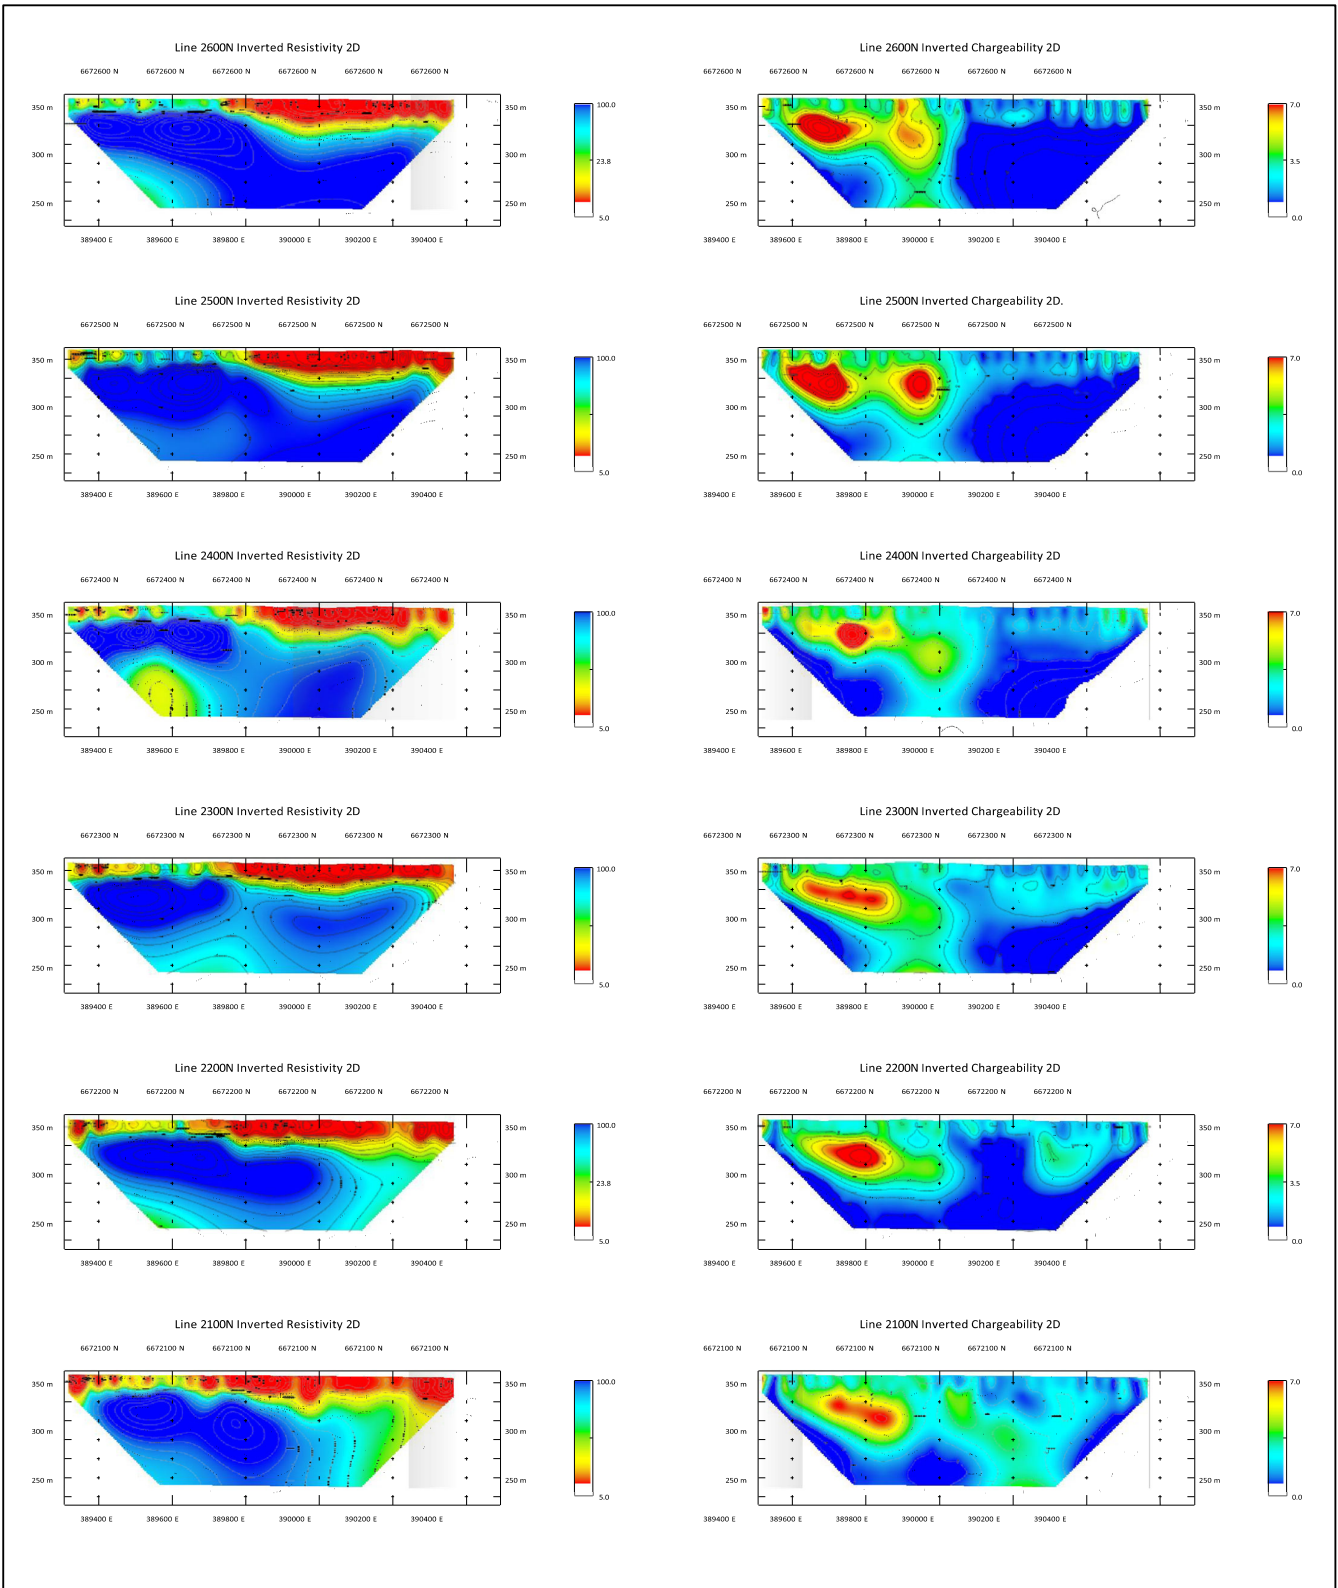 Line 2600N Inverted Resistivity 2D
6672600 N 6672600 N 6672600 N 6672600 N 6672600 N 6672600 N
350 m 350 m 100.0
300 m 300 m 23.8
250 m 250 m 5.0
389400 E 389600 E 389800 E 390000 E 390200 E 390400 E
Line 2600N Inverted Chargeability 2D
6672600 N 6672600 N 6672600 N 6672600 N 6672600 N 6672600 N
350 m 350 m 7.0
300 m 300 m 3.5
250 m 250 m 0.0
389400 E 389600 E 389800 E 390000 E 390200 E 390400 E
Line 2500N Inverted Resistivity 2D
6672500 N 6672500 N 6672500 N 6672500 N 6672500 N 6672500 N
350 m 350 m 100.0
300 m 300 m
250 m 250 m 5.0
389400 E 389600 E 389800 E 390000 E 390200 E 390400 E
Line 2500N Inverted Chargeability 2D.
6672500 N 6672500 N 6672500 N 6672500 N 6672500 N 6672500 N
350 m 350 m 7.0
300 m 300 m
250 m 250 m 0.0
389400 E 389600 E 389800 E 390000 E 390200 E 390400 E
Line 2400N Inverted Resistivity 2D
6672400 N 6672400 N 6672400 N 6672400 N 6672400 N 6672400 N
350 m 350 m 100.0
300 m 300 m
250 m 250 m 5.0
389400 E 389600 E 389800 E 390000 E 390200 E 390400 E
Line 2400N Inverted Chargeability 2D
6672400 N 6672400 N 6672400 N 6672400 N 6672400 N 6672400 N
350 m 350 m 7.0
300 m 300 m
250 m 250 m 0.0
389400 E 389600 E 389800 E 390000 E 390200 E 390400 E
Line 2300N Inverted Resistivity 2D
6672300 N 6672300 N 6672300 N 6672300 N 6672300 N 6672300 N
350 m 350 m 100.0
300 m 300 m
250 m 250 m 5.0
389400 E 389600 E 389800 E 390000 E 390200 E 390400 E
Line 2300N Inverted Chargeability 2D
6672300 N 6672300 N 6672300 N 6672300 N 6672300 N 6672300 N
350 m 350 m 7.0
300 m 300 m
250 m 250 m 0.0
389400 E 389600 E 389800 E 390000 E 390200 E 390400 E
Line 2200N Inverted Resistivity 2D
6672200 N 6672200 N 6672200 N 6672200 N 6672200 N 6672200 N
350 m 350 m 100.0
300 m 300 m 23.8
250 m 250 m 5.0
389400 E 389600 E 389800 E 390000 E 390200 E 390400 E
Line 2200N Inverted Chargeability 2D
6672200 N 6672200 N 6672200 N 6672200 N 6672200 N 6672200 N
350 m 350 m 7.0
300 m 300 m 3.5
250 m 250 m 0.0
389400 E 389600 E 389800 E 390000 E 390200 E 390400 E
Line 2100N Inverted Resistivity 2D
6672100 N 6672100 N 6672100 N 6672100 N 6672100 N 6672100 N
350 m 350 m 100.0
300 m 300 m
250 m 250 m 5.0
389400 E 389600 E 389800 E 390000 E 390200 E 390400 E
Line 2100N Inverted Chargeability 2D
6672100 N 6672100 N 6672100 N 6672100 N 6672100 N 6672100 N
350 m 350 m 7.0
300 m 300 m
250 m 250 m 0.0
389400 E 389600 E 389800 E 390000 E 390200 E 390400 E